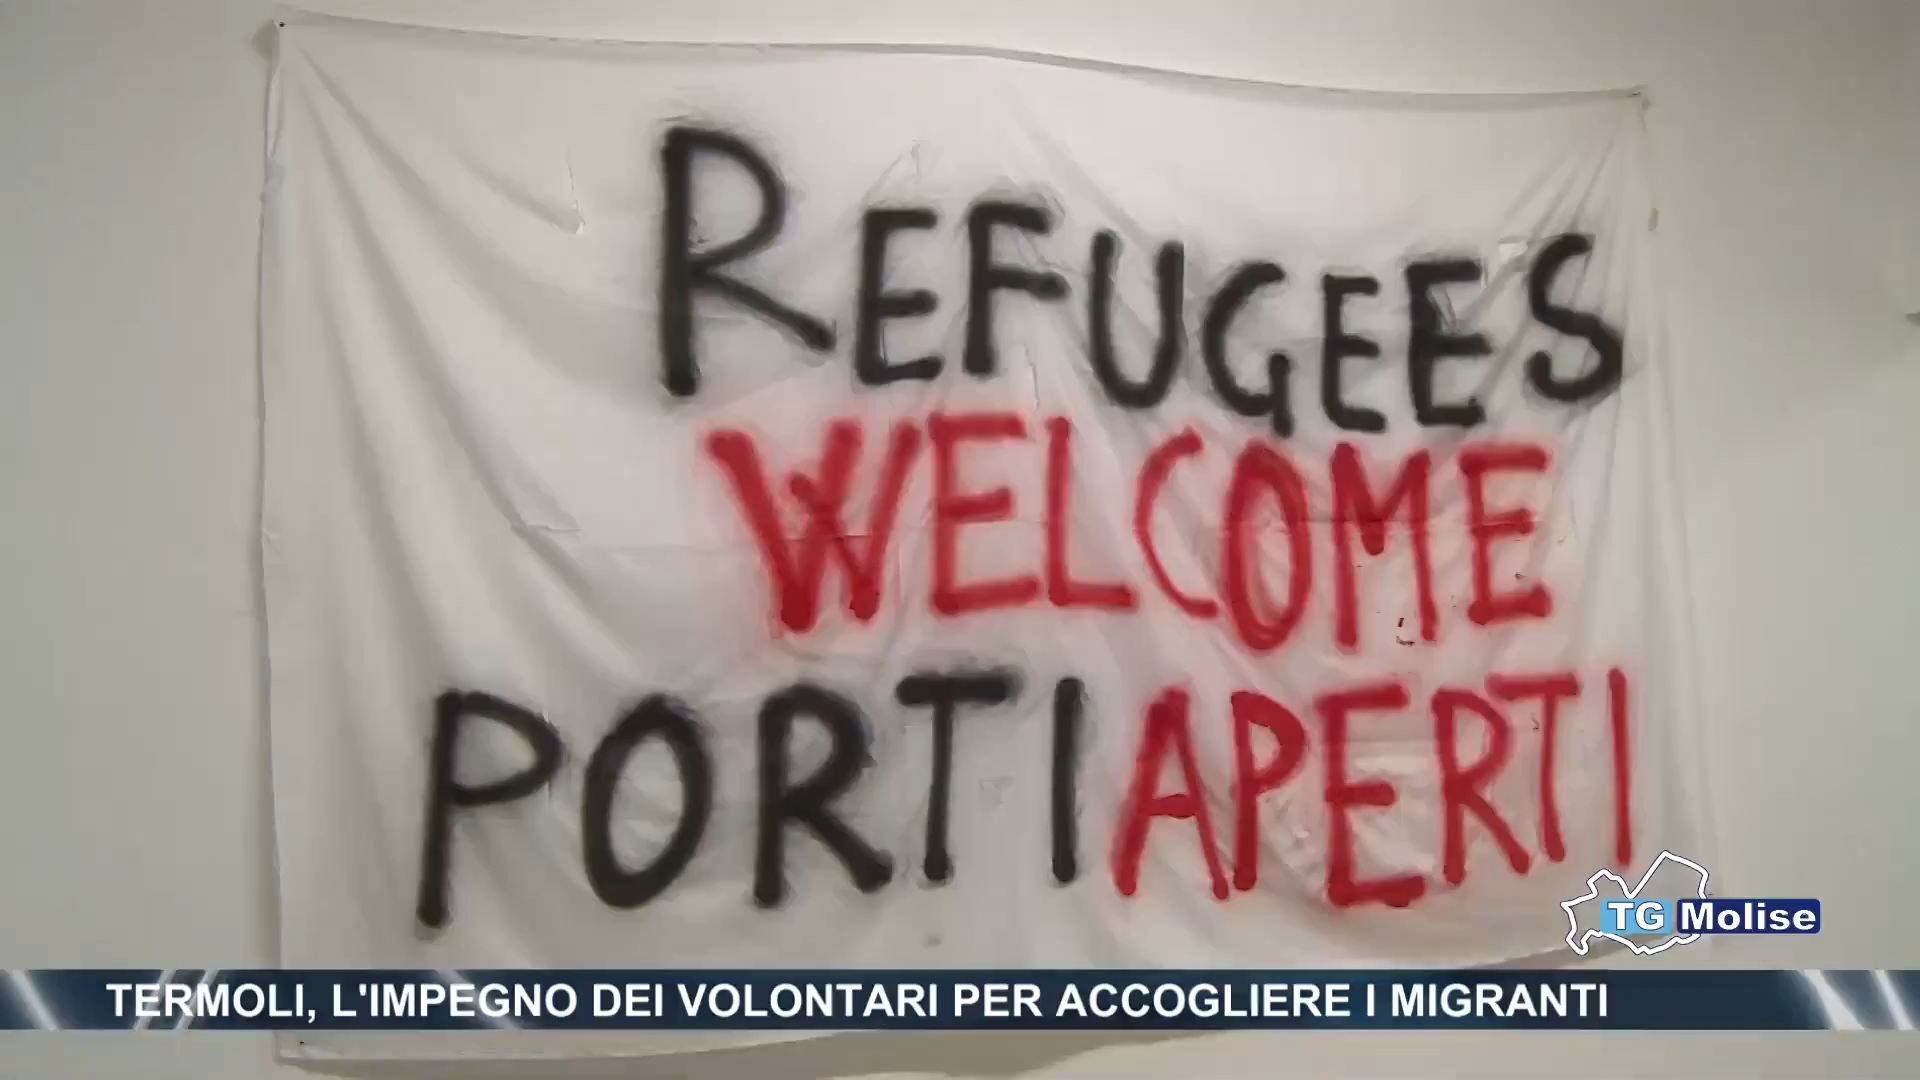 REFUGEES
WELCOME
PORTI APERTI
TG Molise
TERMOLI, L'IMPEGNO DEI VOLONTARI PER ACCOGLIERE I MIGRANTI